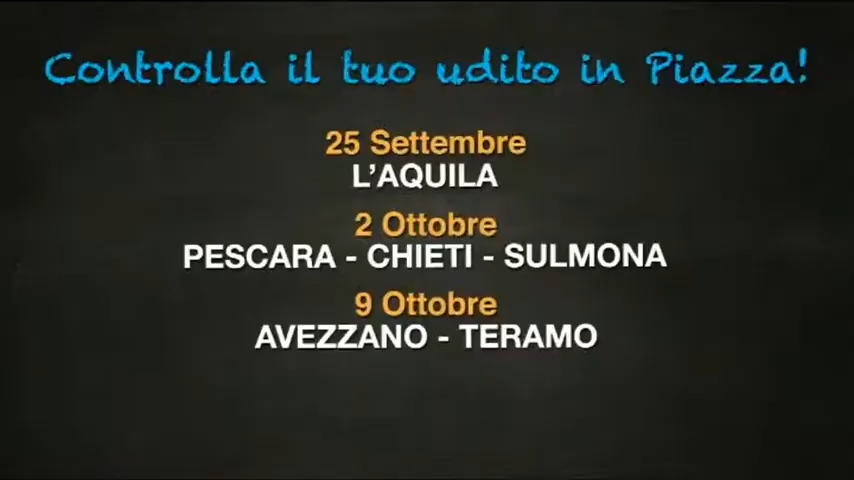 Controlla il tuo udito in Piazza!
25 Settembre
L'AQUILA
2 Ottobre
PESCARA - CHIETI - SULMONA
9 Ottobre
AVEZZANO - TERAMO